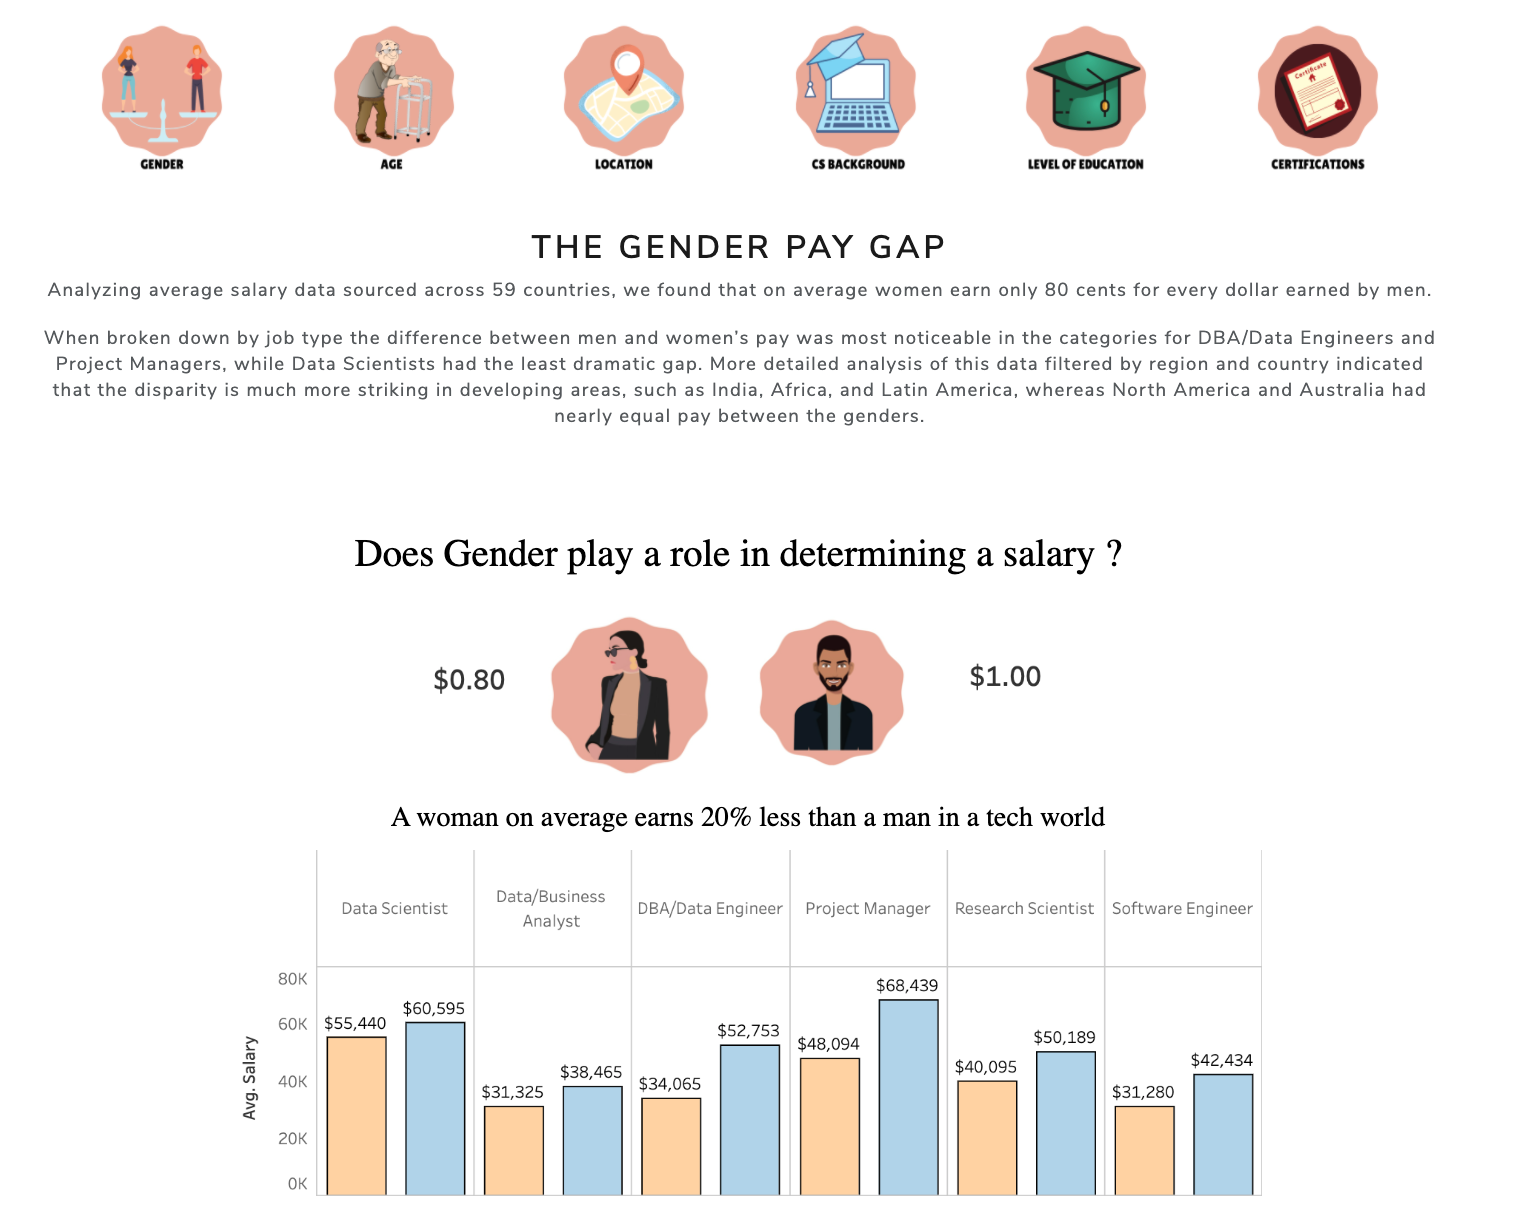 GENDER
AGE
LOCATION
CS BACKGROUND
LEVEL OF EDUCATION
Certificate
CERTIFICATIONS
THE GENDER PAY GAP
Analyzing average salary data sourced across 59 countries, we found that on average women earn only 80 cents for every dollar earned by men.
When broken down by job type the difference between men and women's pay was most noticeable in the categories for DBA/Data Engineers and
Project Managers, while Data Scientists had the least dramatic gap. More detailed analysis of this data filtered by region and country indicated
that the disparity is much more striking in developing areas, such as India, Africa, and Latin America, whereas North America and Australia had
nearly equal pay between the genders.
Does Gender play a role in determining a salary ?
$0.80
$1.00
A woman on average earns 20% less than a man in a tech world
Data Scientist
Data/Business
Analyst
DBA/Data Engineer
Project Manager
Research Scientist
Software Engineer
Avg. Salary
80K
60K
40K
20K
0K
$55,440
$60,595
$31,325
$38,465
$34,065
$52,753
$48,094
$68,439
$40,095
$50,189
$31,280
$42,434